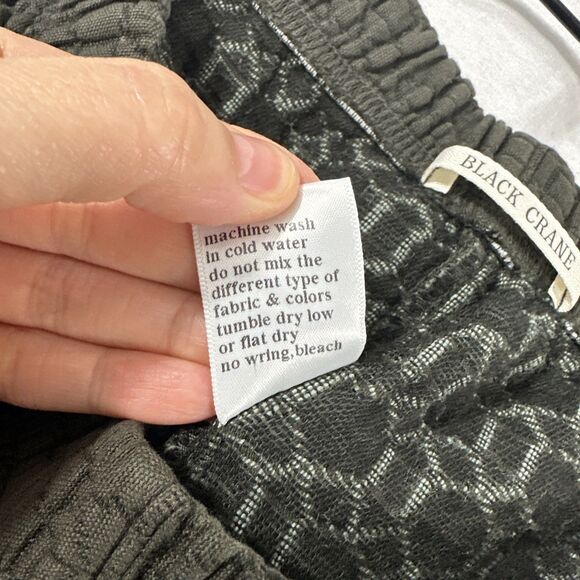 machine wash
in cold water
do not mix the
different type of
fabric & colors
tumble dry low
or flat dry
no wring,bleach
BLACK CRANE